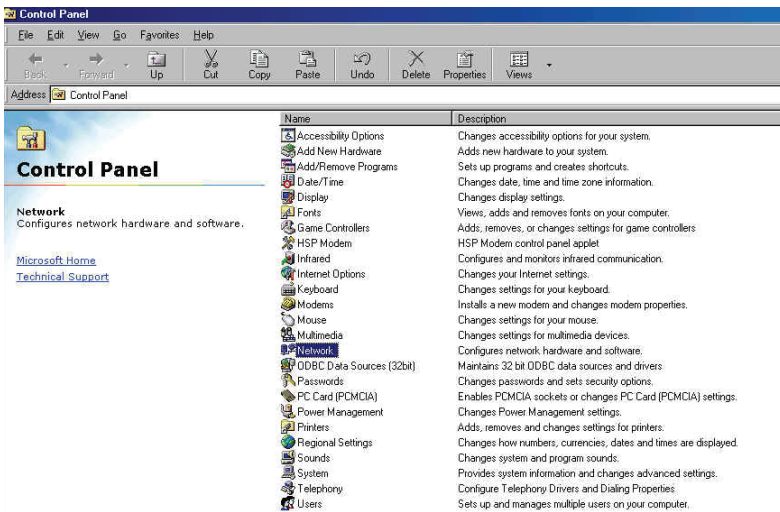 Control Panel
File Edit View Go Favorites Help
Back Forward Up Cut Copy Paste Undo Delete Properties Views
Address Control Panel
Control Panel
Network
Configures network hardware and software.
Microsoft Home
Technical Support
Name Description
Accessibility Options Changes accessibility options for your system.
Add New Hardware Adds new hardware to your system.
Add/Remove Programs Sets up programs and creates shortcuts.
Date/Time Changes date, time and time zone information.
Display Changes display settings.
Fonts Views, adds and removes fonts on your computer.
Game Controllers Adds, removes, or changes settings for game controllers
HSP Modem HSP Modem control panel applet
Infrared Configures and monitors infrared communication.
Internet Options Changes your Internet settings.
Keyboard Changes settings for your keyboard.
Modems Installs a new modem and changes modem properties.
Mouse Changes settings for your mouse.
Multimedia Changes settings for multimedia devices.
Network Configures network hardware and software.
ODBC Data Sources (32bit) Maintains 32 bit ODBC data sources and drivers
Passwords Changes passwords and sets security options.
PC Card (PCMCIA) Enables PCMCIA sockets or changes PC Card (PCMCIA) settings.
Power Management Changes Power Management settings.
Printers Adds, removes and changes settings for printers.
Regional Settings Changes how numbers, currencies, dates and times are displayed.
Sounds Changes system and program sounds.
System Provides system information and changes advanced settings.
Telephony Configure Telephony Drivers and Dialing Properties
Users Sets up and manages multiple users on your computer.